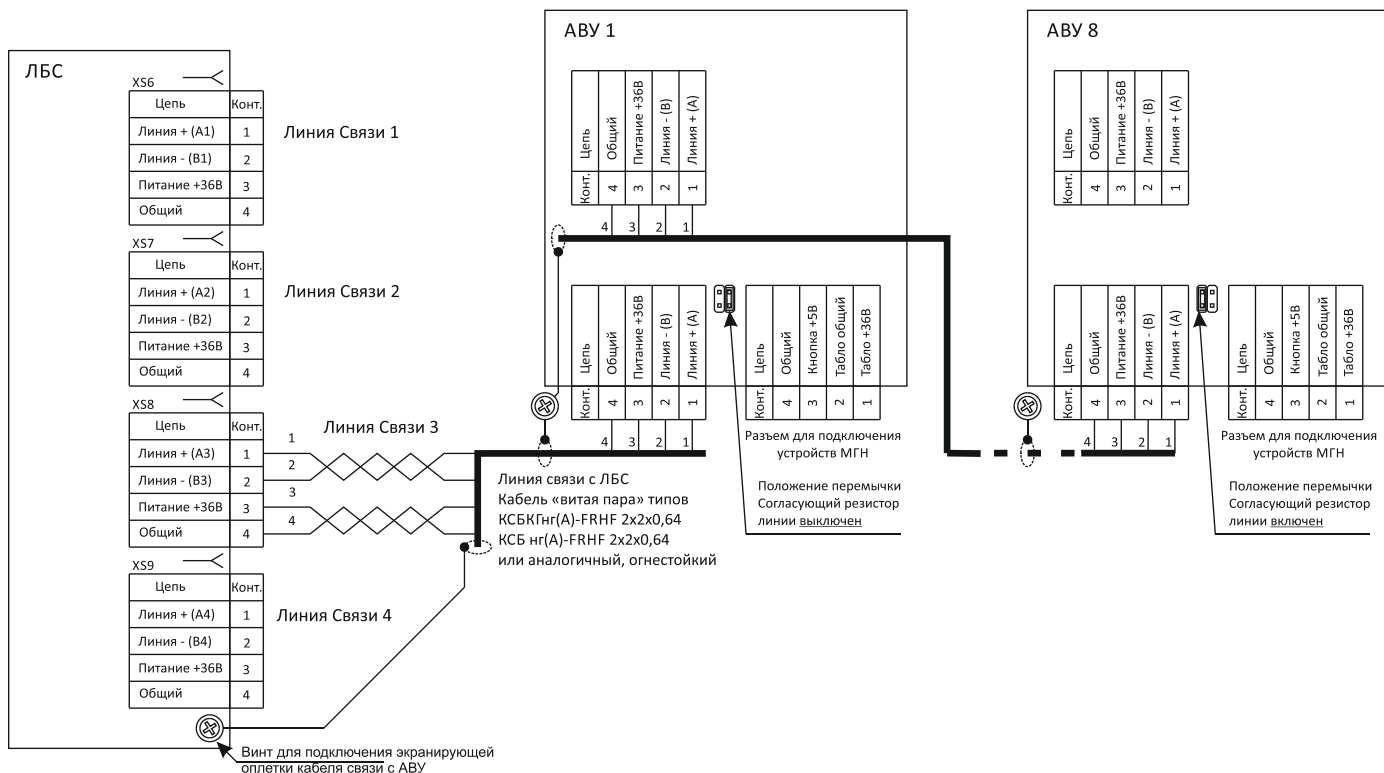 ЛБС
XS6
Цепь Конт.
Линия + (А1) 1
Линия - (В1) 2
Питание +36В 3
Общий 4
Линия Связи 1
XS7
Цепь Конт.
Линия + (А2) 1
Линия - (В2) 2
Питание +36В 3
Общий 4
Линия Связи 2
XS8
Цепь Конт.
Линия + (А3) 1
Линия - (В3) 2
Питание +36В 3
Общий 4
Линия Связи 3
1
2
3
4
XS9
Цепь Конт.
Линия + (А4) 1
Линия - (В4) 2
Питание +36В 3
Общий 4
Линия Связи 4
Винт для подключения экранирующей
оплетки кабеля связи с АВУ
Линия связи с ЛБС
Кабель «витая пара» типов
КСБКГнг(А)-FRHF 2x2x0,64
КСБ нг(А)-FRHF 2x2x0,64
или аналогичный, огнестойкий
АВУ 1
Конт. Цепь
4 Общий
3 Питание +36В
2 Линия - (В)
1 Линия + (А)
4 3 2 1
Конт. Цепь
4 Общий
3 Питание +36В
2 Линия - (В)
1 Линия + (А)
4 3 2 1
Конт. Цепь
4 Общий
3 Кнопка +5В
2 Табло общий
1 Табло +36В
Разъем для подключения
устройств МГН
Положение перемычки
Согласующий резистор
линии выключен
АВУ 8
Конт. Цепь
4 Общий
3 Питание +36В
2 Линия - (В)
1 Линия + (А)
Конт. Цепь
4 Общий
3 Питание +36В
2 Линия - (В)
1 Линия + (А)
4 3 2 1
Конт. Цепь
4 Общий
3 Кнопка +5В
2 Табло общий
1 Табло +36В
Разъем для подключения
устройств МГН
Положение перемычки
Согласующий резистор
линии включен